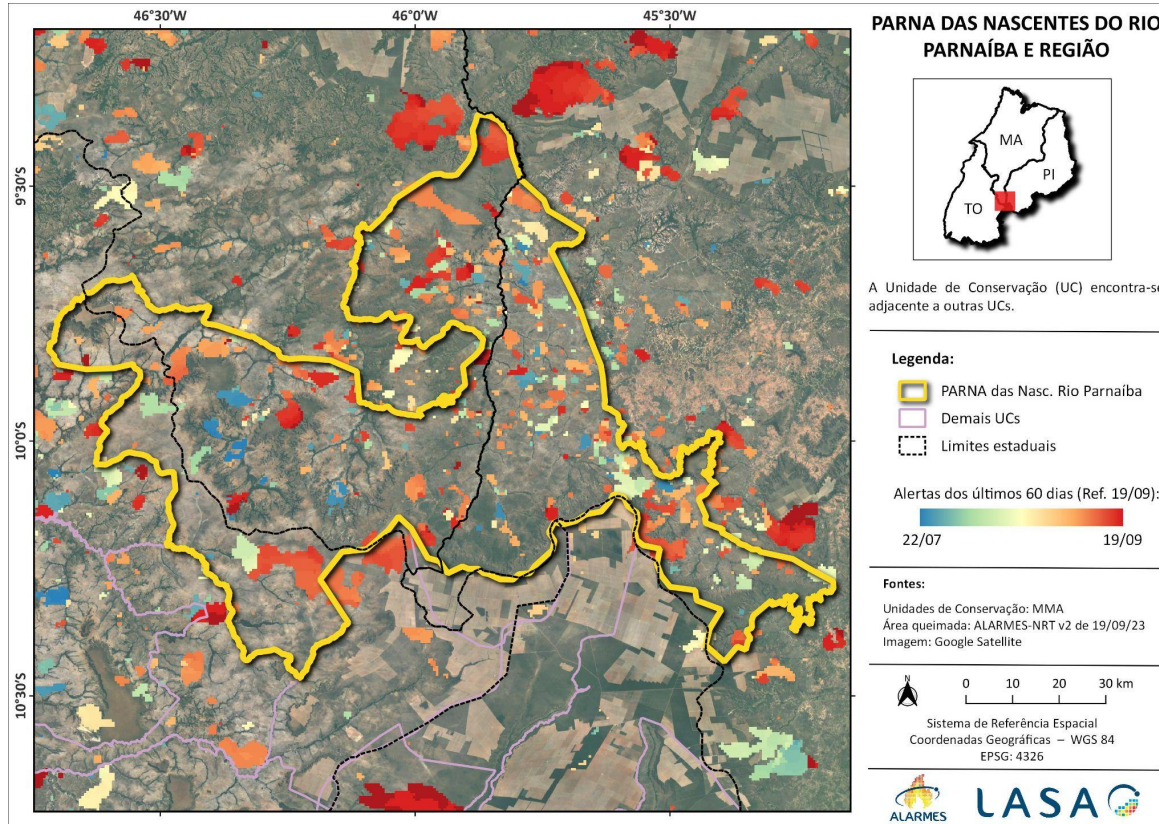 46°30'S
46°0'S
45°30'S
9°30'S
10°0'S
10°30'S
PARNA DAS NASCENTES DO RIO
PARNAÍBA E REGIÃO
MA
PI
TO
A Unidade de Conservação (UC) encontra-se
adjacente a outras UCs.
Legenda:
PARNA das Nasc. Rio Parnaíba
Demais UCs
Limites estaduais
Alertas dos últimos 60 dias (Ref. 19/09):
22/07
19/09
Fontes:
Unidades de Conservação: MMA
Área queimada: ALARMES-NRT v2 de 19/09/23
Imagem: Google Satellite
N
0 10 20 30 km
Sistema de Referência Espacial
Coordenadas Geográficas – WGS 84
EPSG: 4326
ALARMES
LASA